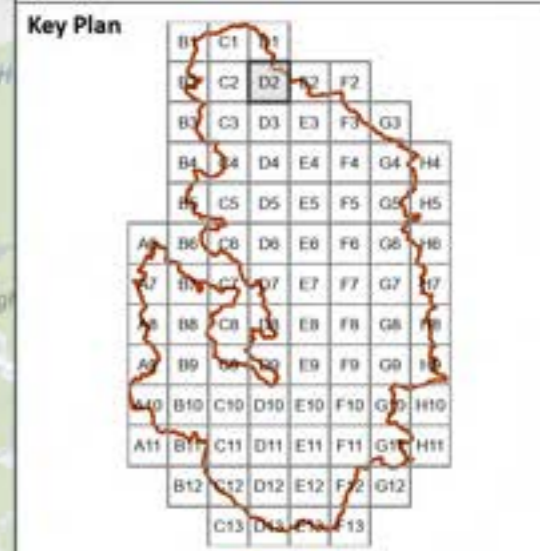 Key Plan
B1 C1 D1
B2 C2 D2 E2 F2
B3 C3 D3 E3 F3 G3
B4 C4 D4 E4 F4 G4 H4
B5 C5 D5 E5 F5 G5 H5
A6 B6 C6 D6 E6 F6 G6 H6
A7 B7 C7 D7 E7 F7 G7 H7
A8 B8 C8 D8 E8 F8 G8 H8
A9 B9 C9 D9 E9 F9 G9 H9
A10 B10 C10 D10 E10 F10 G10 H10
A11 B11 C11 D11 E11 F11 G11 H11
B12 C12 D12 E12 F12 G12
C13 D13 E13 F13